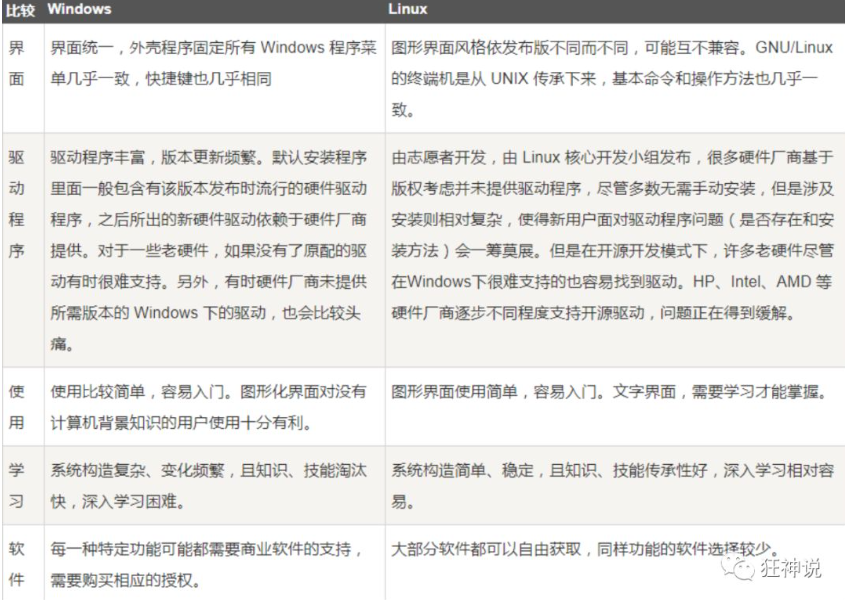 比较 Windows Linux
界面
界面统一，外壳程序固定所有 Windows 程序菜
单几乎一致，快捷键也几乎相同
图形界面风格依发布版不同而不同，可能互不兼容。GNU/Linux
的终端机是从 UNIX 传承下来，基本命令和操作方法也几乎一
致。
驱动程序
驱动程序丰富，版本更新频繁。默认安装程序
里面一般包含有该版本发布时流行的硬件驱动
程序，之后所出的新硬件驱动依赖于硬件厂商
提供。对于一些老硬件，如果没有了原配的驱
动有时很难支持。另外，有时硬件厂商未提供
所需版本的 Windows 下的驱动，也会比较头
痛。
由志愿者开发，由 Linux 核心开发小组发布，很多硬件厂商基于
版权考虑并未提供驱动程序，尽管多数无需手动安装，但是涉及
安装则相对复杂，使得新用户面对驱动程序问题（是否存在和安
装方法）会一筹莫展。但是在开源开发模式下，许多老硬件尽管
在Windows下很难支持的也容易找到驱动。HP、Intel、AMD 等
硬件厂商逐步不同程度支持开源驱动，问题正在得到缓解。
使用
使用比较简单，容易入门。图形化界面对没有
计算机背景知识的用户使用十分有利。
图形界面使用简单，容易入门。文字界面，需要学习才能掌握。
学习
系统构造复杂、变化频繁，且知识、技能淘汰
快，深入学习困难。
系统构造简单、稳定，且知识、技能传承性好，深入学习相对容
易。
软件
每一种特定功能可能都需要商业软件的支持，
需要购买相应的授权。
大部分软件都可以自由获取，同样功能的软件选择较少。
狂神说